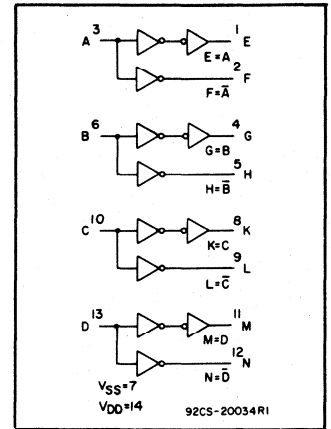 3 1
A E
E=A
2
F
F=Ā
6 4
B G
G=B
5
H
H=B̄
10 8
C K
K=C
9
L
L=C̄
13 11
D M
M=D
12
N
N=D̄
VSS=7
VDD=14
92CS-20034R1